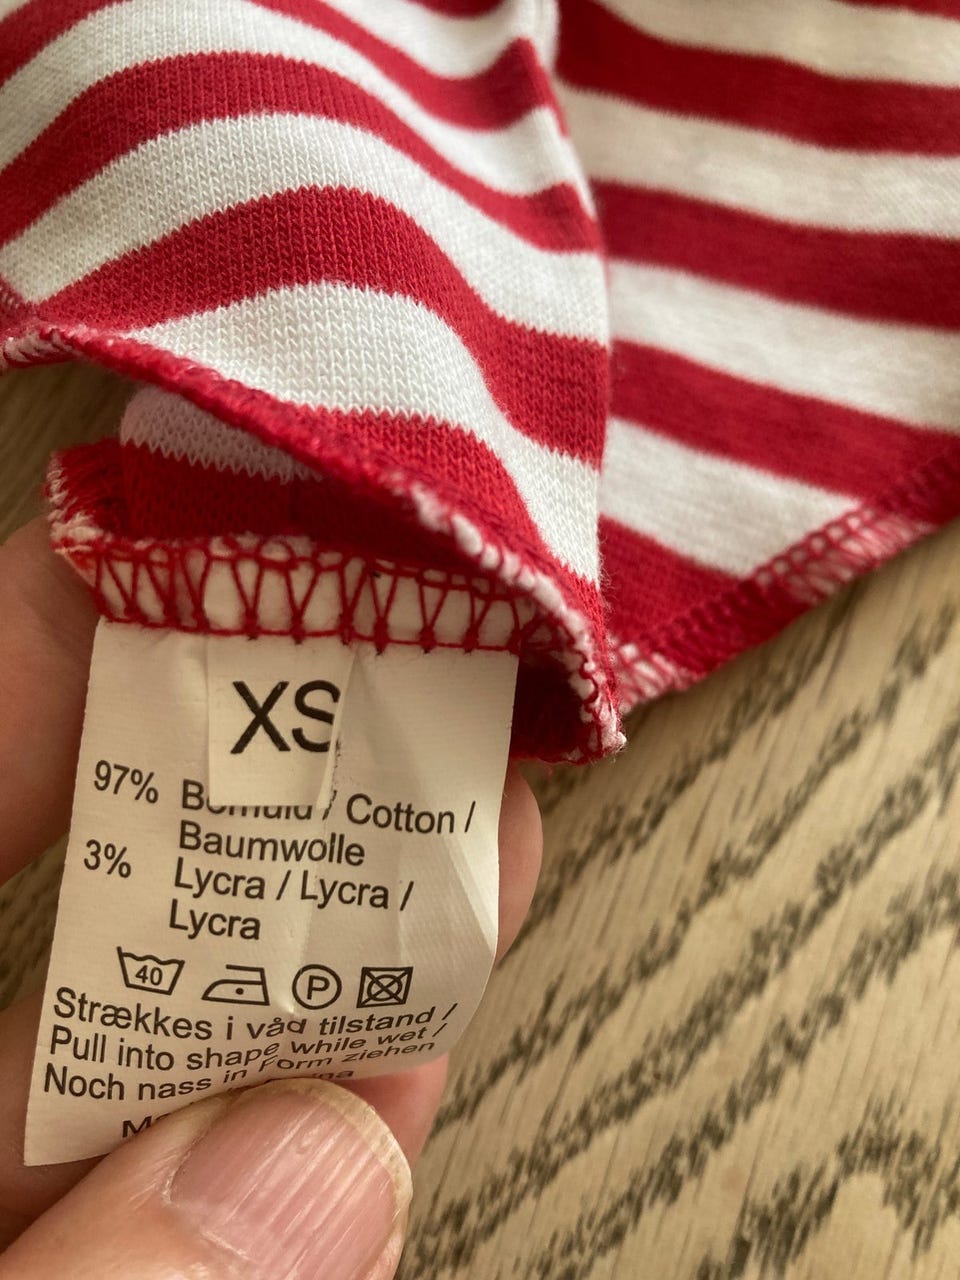 XS
97% Bomuld / Cotton /
Baumwolle
3% Lycra / Lycra /
Lycra
40 P
Strækkes i våd tilstand /
Pull into shape while wet /
Noch nass in Form ziehen